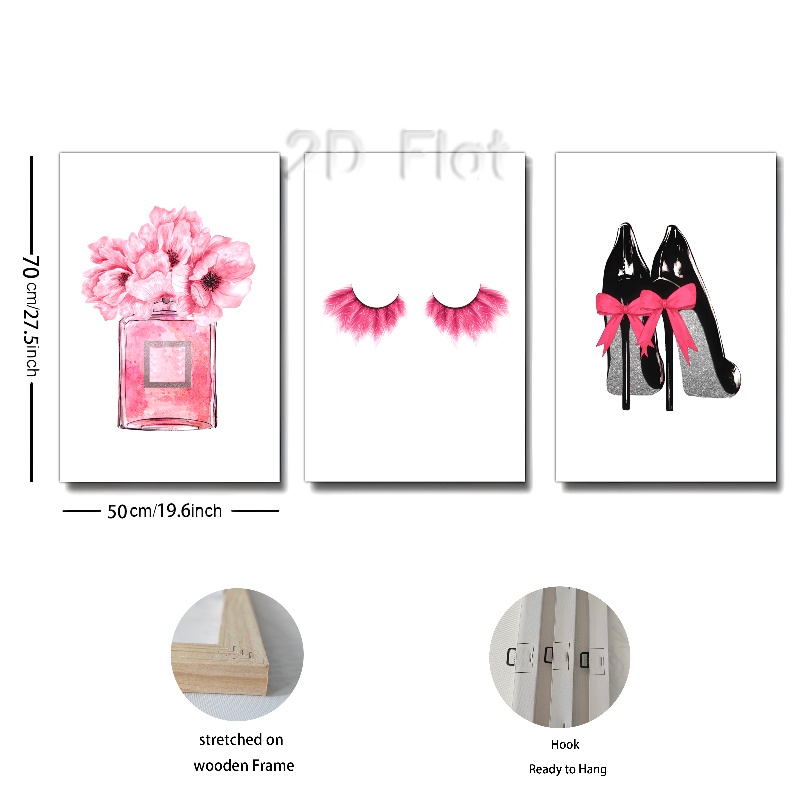 2D Flat
70 cm/27.5inch
50 cm/19.6inch
stretched on
wooden Frame
Hook
Ready to Hang